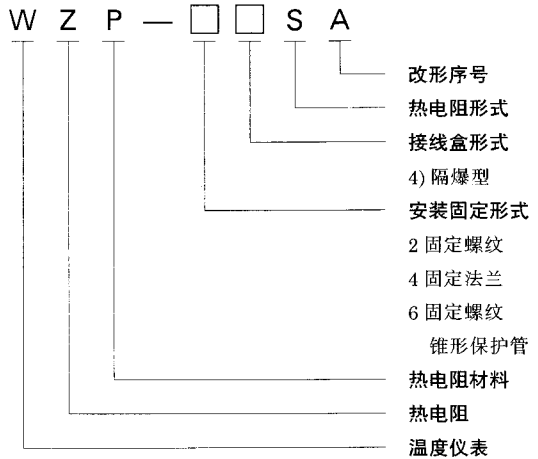 W Z P — □ □ S A
改形序号
热电阻形式
接线盒形式
4) 隔爆型
安装固定形式
2 固定螺纹
4 固定法兰
6 固定螺纹
锥形保护管
热电阻材料
热电阻
温度仪表